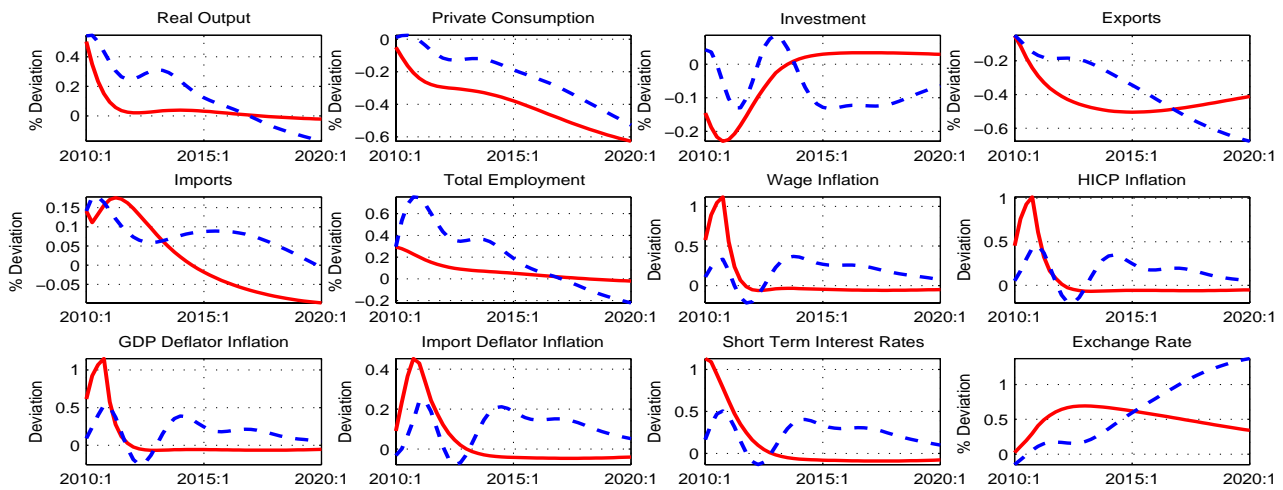 Real Output
% Deviation
0.4
0.2
0
2010:1 2015:1 2020:1
Private Consumption
% Deviation
0
−0.2
−0.4
−0.6
2010:1 2015:1 2020:1
Investment
% Deviation
0
−0.1
−0.2
2010:1 2015:1 2020:1
Exports
% Deviation
−0.2
−0.4
−0.6
2010:1 2015:1 2020:1
Imports
% Deviation
0.15
0.1
0.05
0
−0.05
2010:1 2015:1 2020:1
Total Employment
% Deviation
0.6
0.4
0.2
0
−0.2
2010:1 2015:1 2020:1
Wage Inflation
Deviation
1
0.5
0
2010:1 2015:1 2020:1
HICP Inflation
Deviation
1
0.5
0
2010:1 2015:1 2020:1
GDP Deflator Inflation
Deviation
1
0.5
0
2010:1 2015:1 2020:1
Import Deflator Inflation
Deviation
0.4
0.2
0
2010:1 2015:1 2020:1
Short Term Interest Rates
Deviation
1
0.5
0
2010:1 2015:1 2020:1
Exchange Rate
% Deviation
1
0.5
0
2010:1 2015:1 2020:1